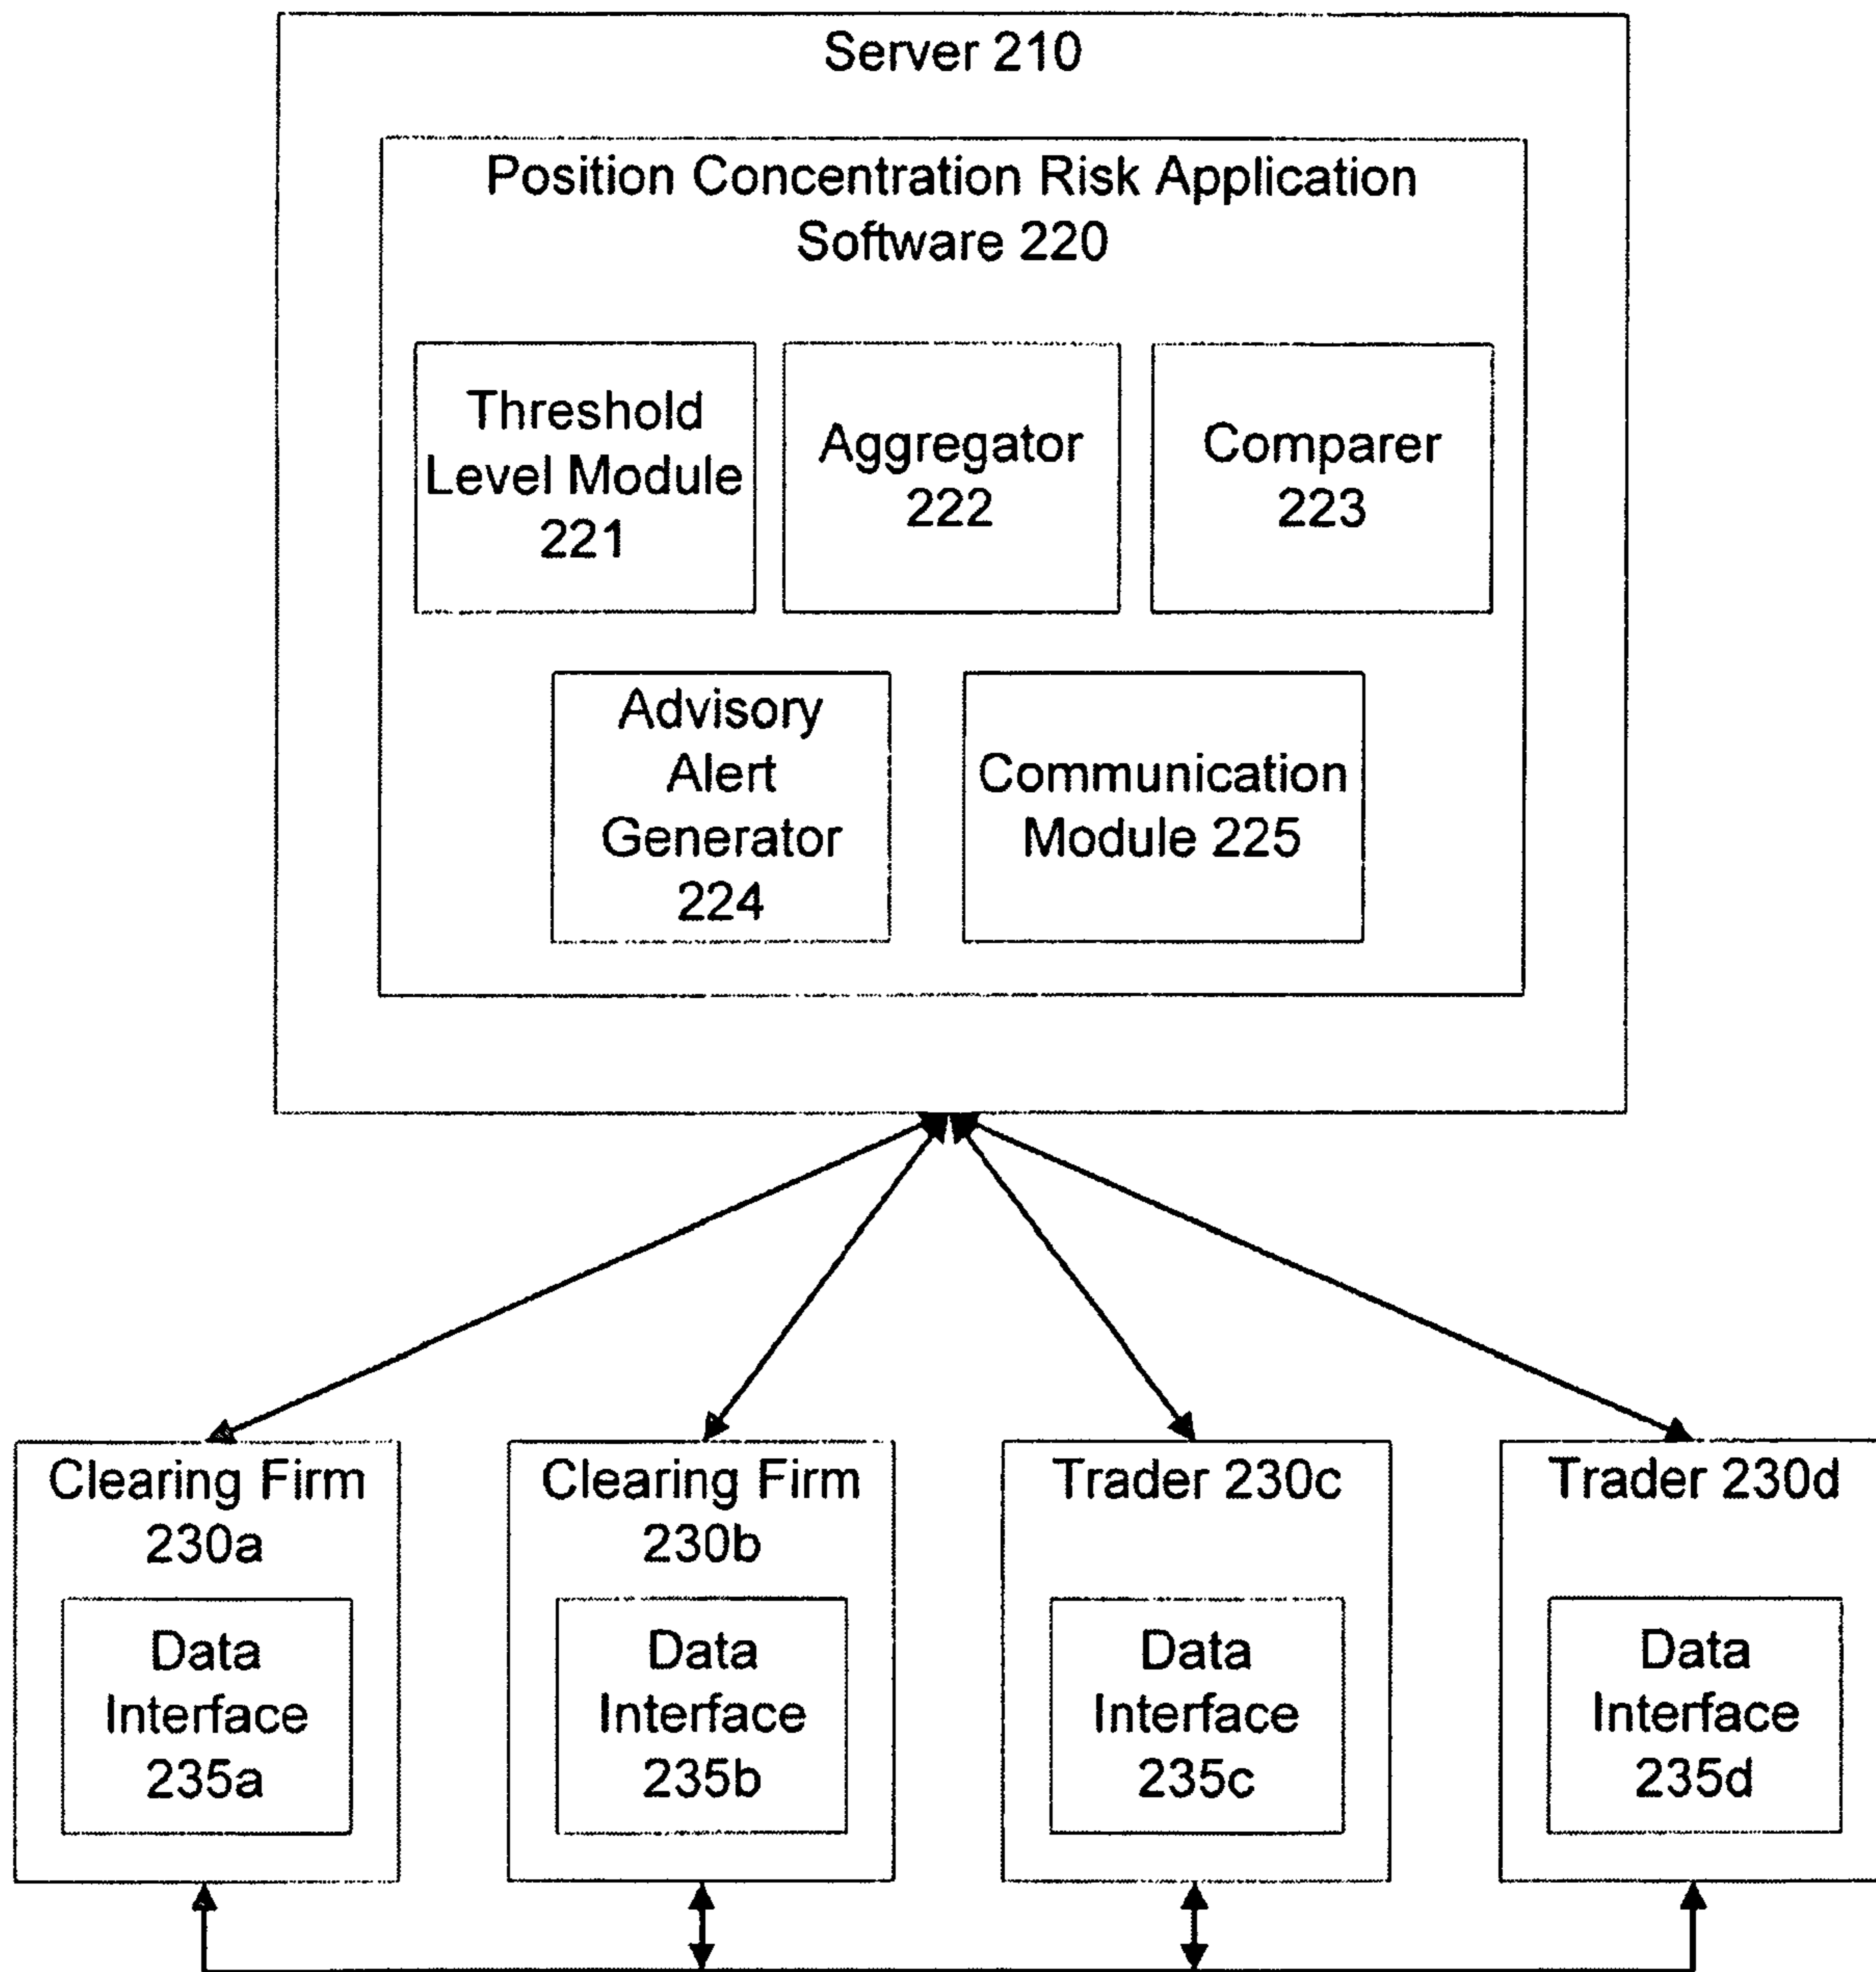 Server 210
Position Concentration Risk Application
Software 220
Threshold
Level Module
221
Aggregator
222
Comparer
223
Advisory
Alert
Generator
224
Communication
Module 225
Clearing Firm
230a
Data
Interface
235a
Clearing Firm
230b
Data
Interface
235b
Trader 230c
Data
Interface
235c
Trader 230d
Data
Interface
235d